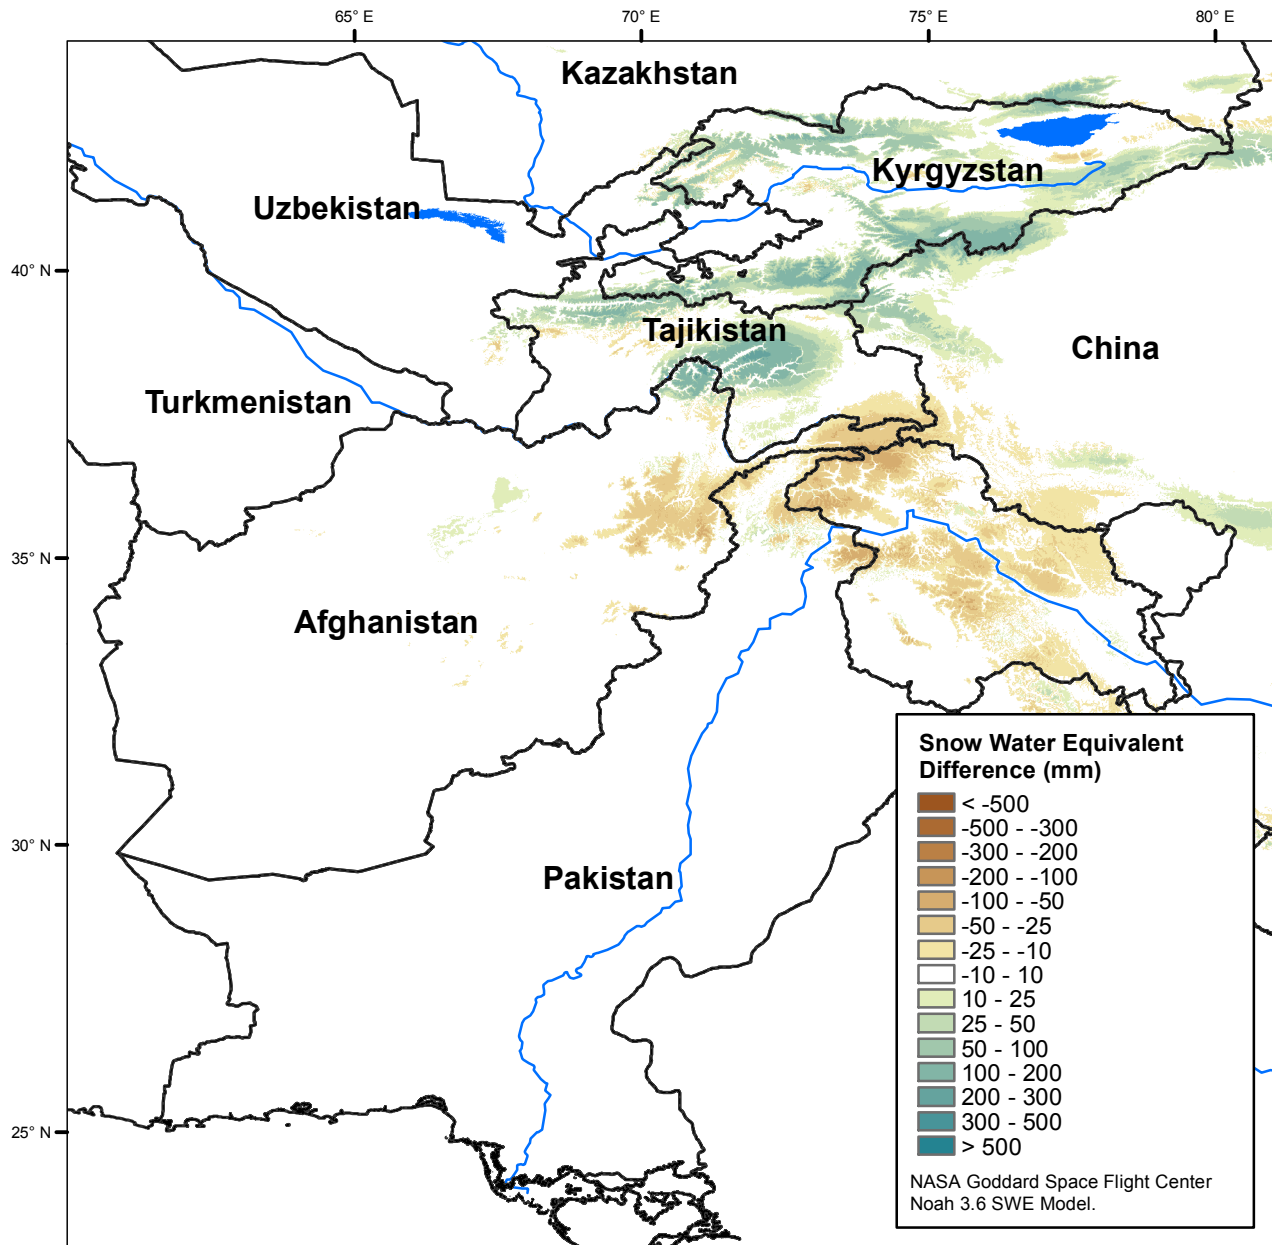 65° E
70° E
75° E
80° E
Kazakhstan
Kyrgyzstan
Uzbekistan
40° N
Tajikistan
China
Turkmenistan
35° N
Afghanistan
30° N
Pakistan
25° N
Snow Water Equivalent
Difference (mm)
< -500
-500 - -300
-300 - -200
-200 - -100
-100 - -50
-50 - -25
-25 - -10
-10 - 10
10 - 25
25 - 50
50 - 100
100 - 200
200 - 300
300 - 500
> 500
NASA Goddard Space Flight Center
Noah 3.6 SWE Model.